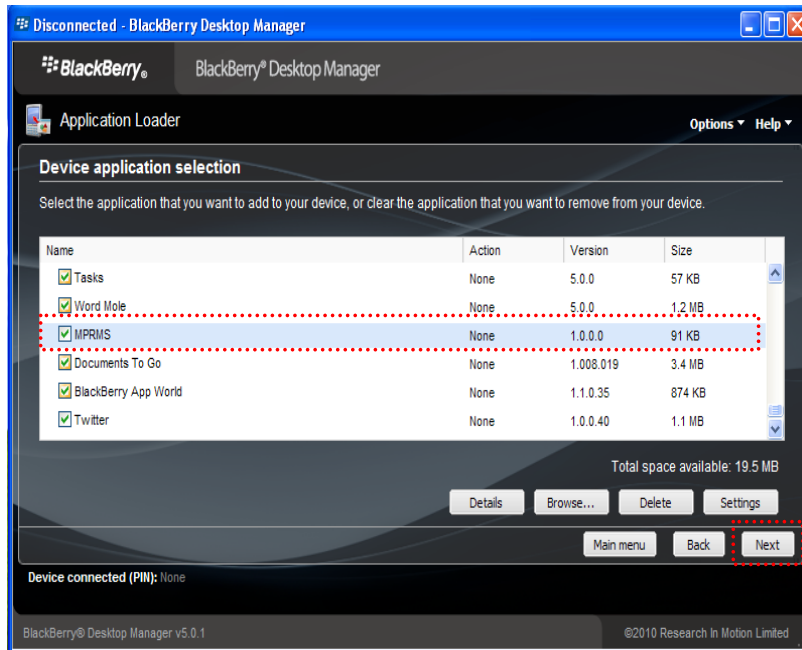 Disconnected - BlackBerry Desktop Manager
BlackBerry® BlackBerry® Desktop Manager
Application Loader Options Help
Device application selection
Select the application that you want to add to your device, or clear the application that you want to remove from your device.
Name Action Version Size
Tasks None 5.0.0 57 KB
Word Mole None 5.0.0 1.2 MB
MPRMS None 1.0.0.0 91 KB
Documents To Go None 1.008.019 3.4 MB
BlackBerry App World None 1.1.0.35 874 KB
Twitter None 1.0.0.40 1.1 MB
Total space available: 19.5 MB
Details Browse... Delete Settings
Main menu Back Next
Device connected (PIN): None
BlackBerry® Desktop Manager v5.0.1 ©2010 Research In Motion Limited